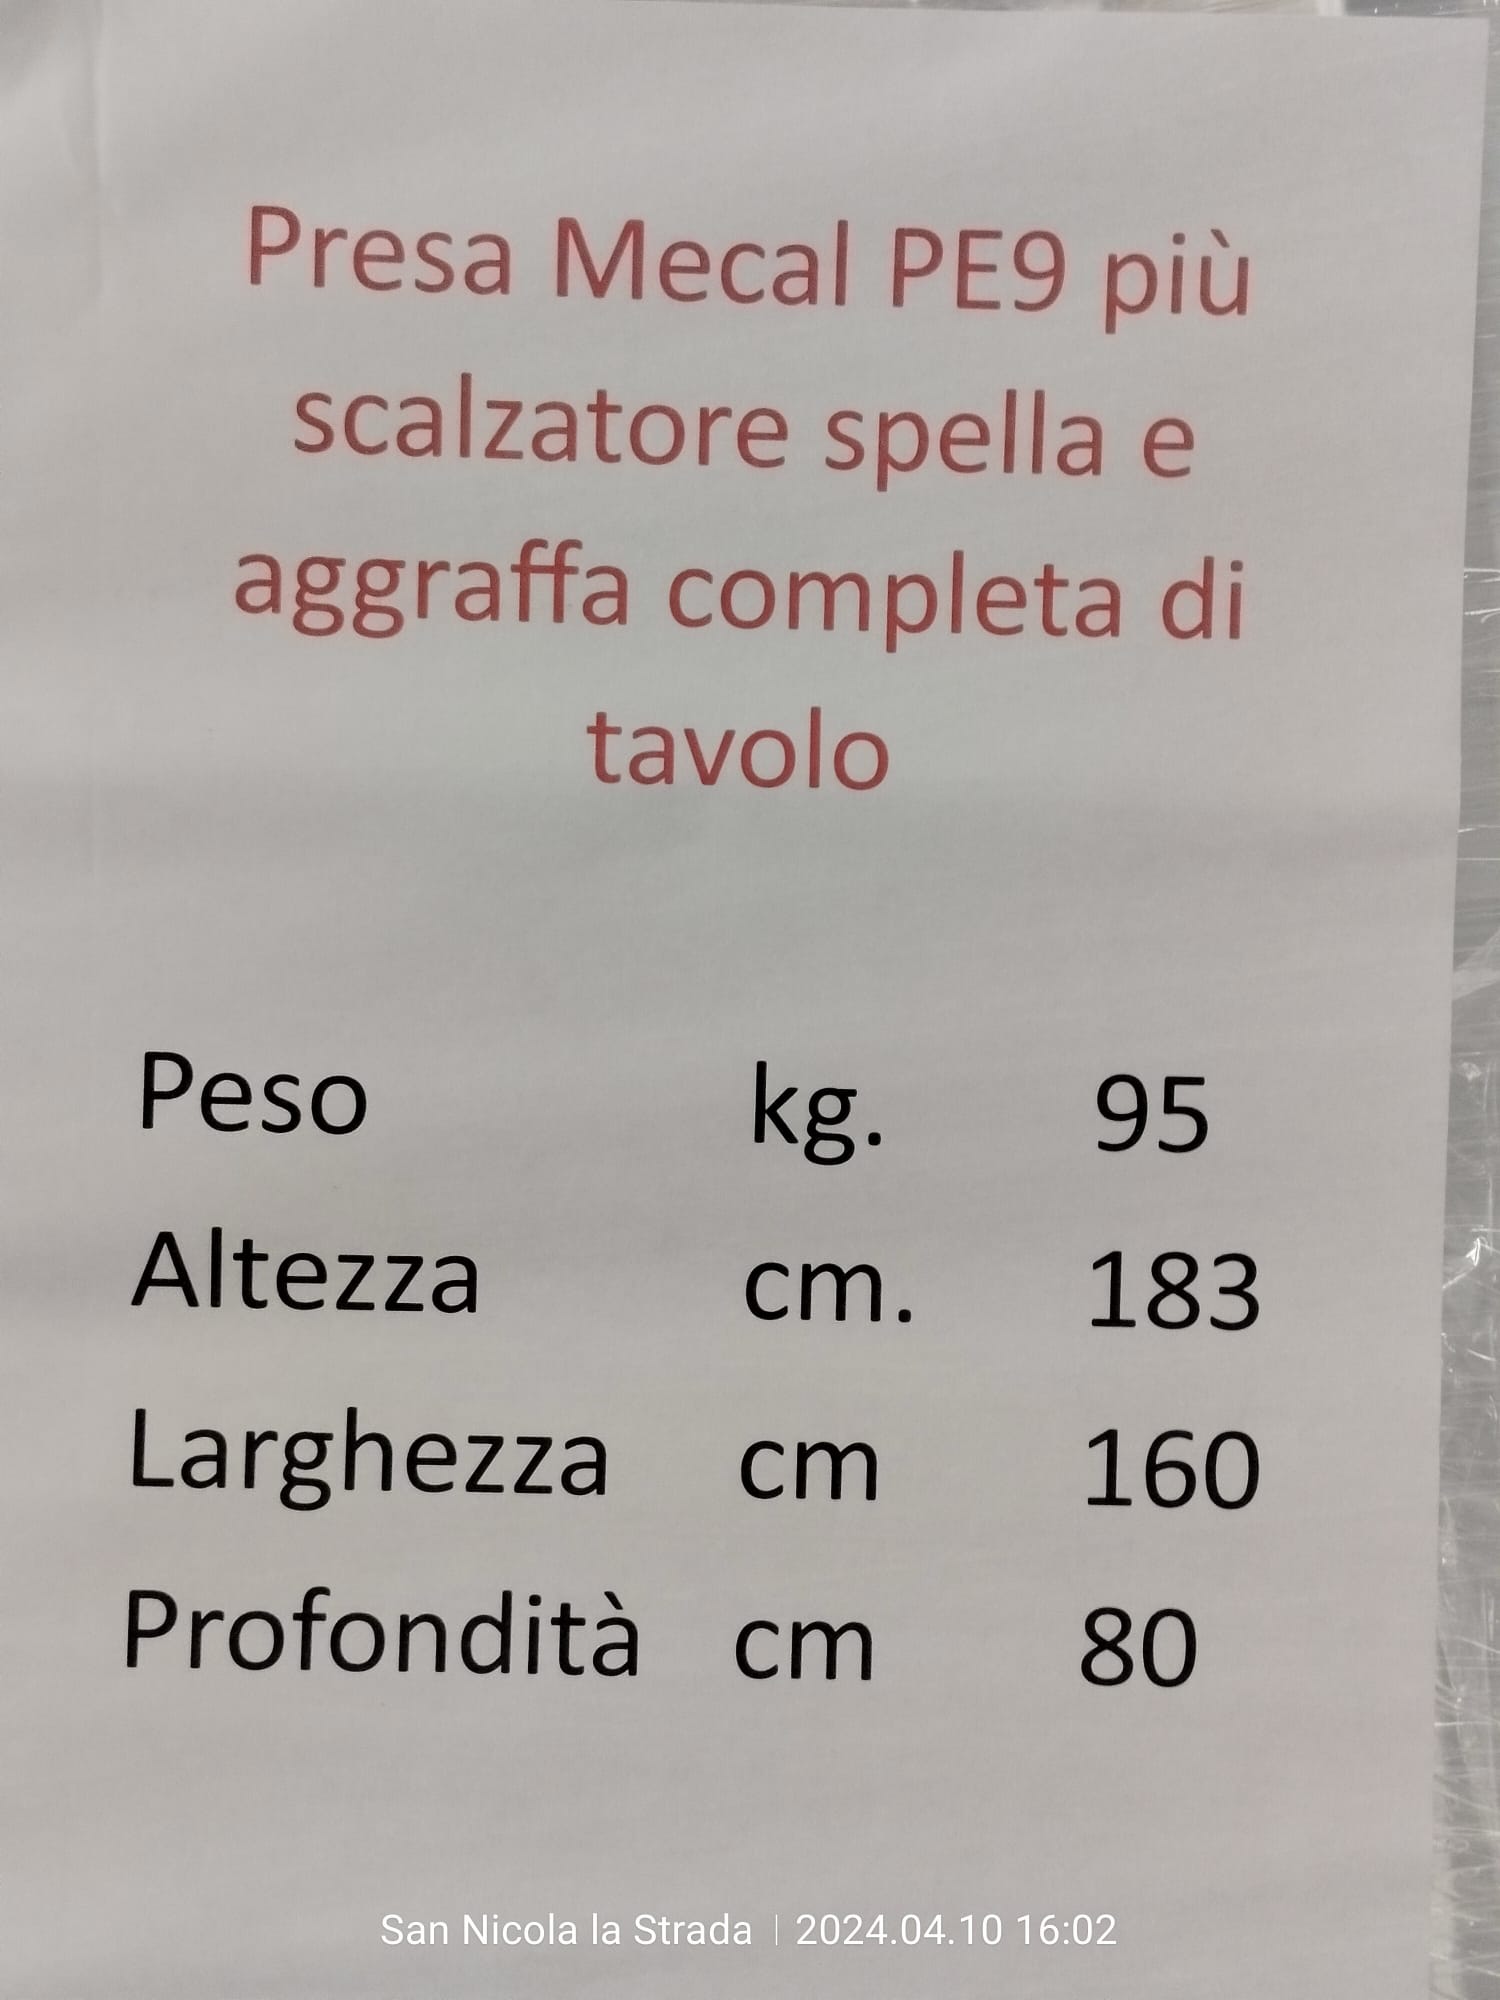 Presa Mecal PE9 più
scalzatore spella e
aggraffa completa di
tavolo
Peso kg. 95
Altezza cm. 183
Larghezza cm 160
Profondità cm 80
San Nicola la Strada | 2024.04.10 16:02